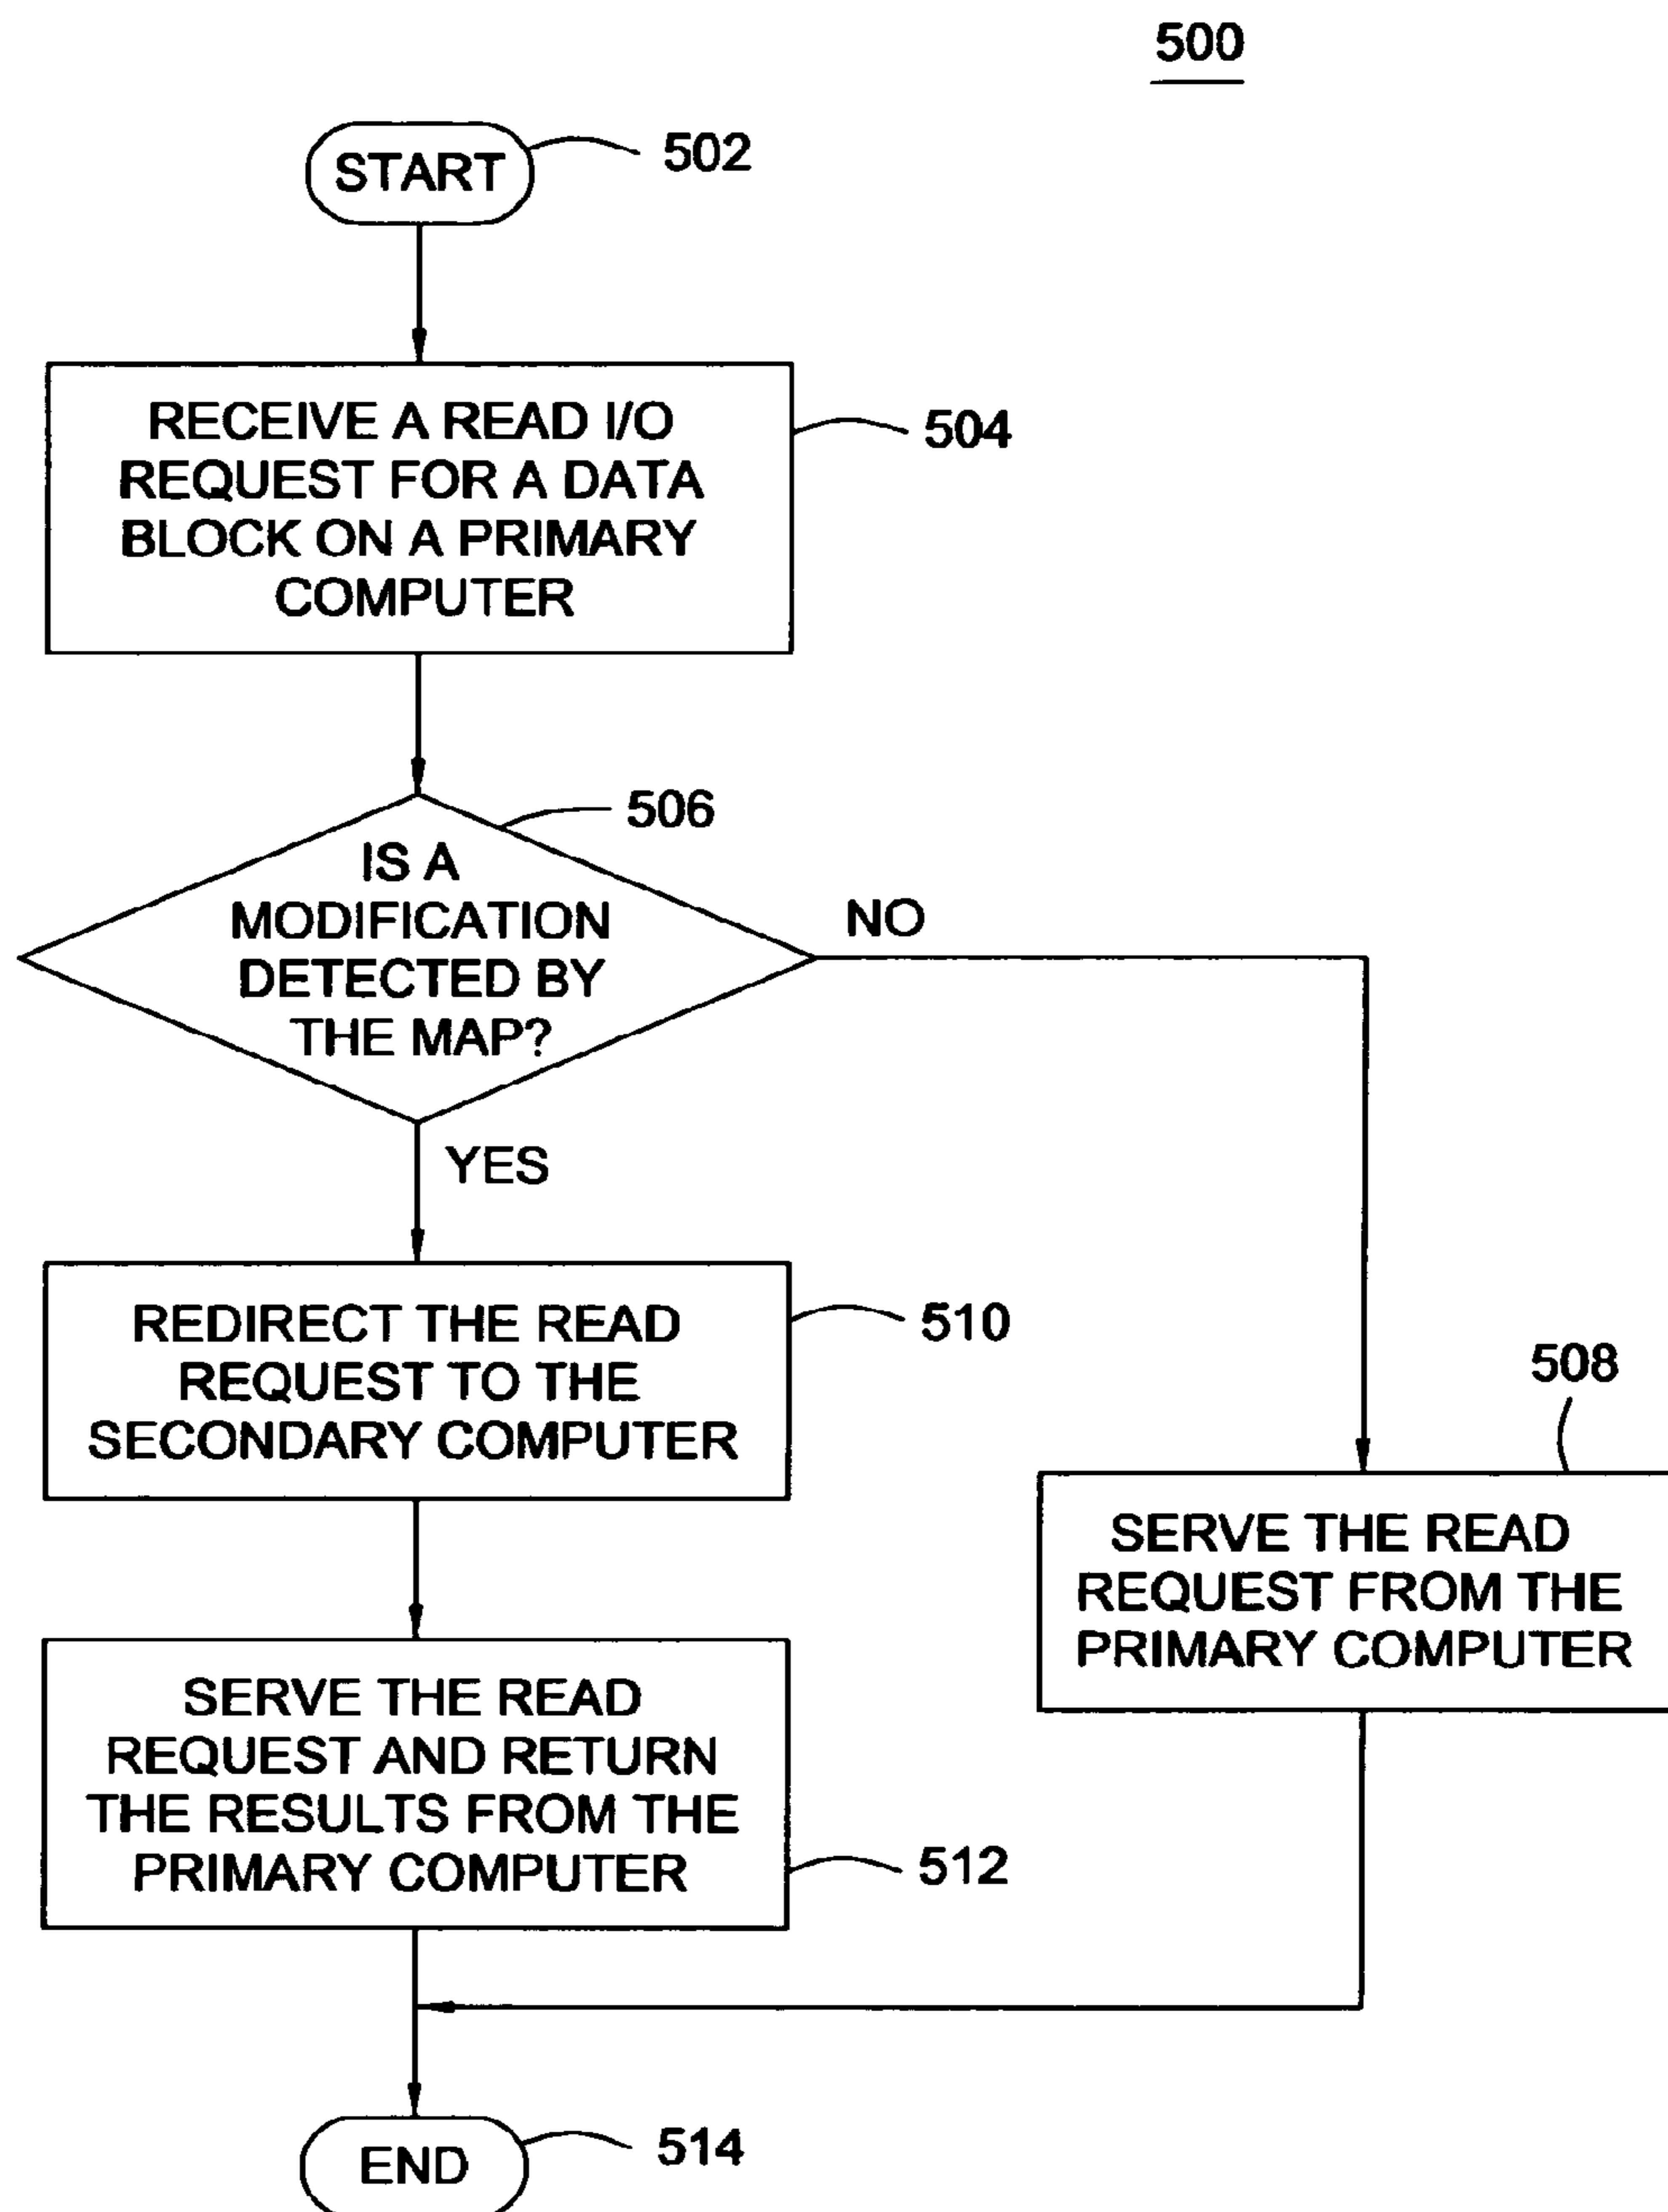 500
START
502
RECEIVE A READ I/O
REQUEST FOR A DATA
BLOCK ON A PRIMARY
COMPUTER
504
506
IS A
MODIFICATION
DETECTED BY
THE MAP?
NO
YES
REDIRECT THE READ
REQUEST TO THE
SECONDARY COMPUTER
510
508
SERVE THE READ
REQUEST FROM THE
PRIMARY COMPUTER
SERVE THE READ
REQUEST AND RETURN
THE RESULTS FROM THE
PRIMARY COMPUTER
512
END
514